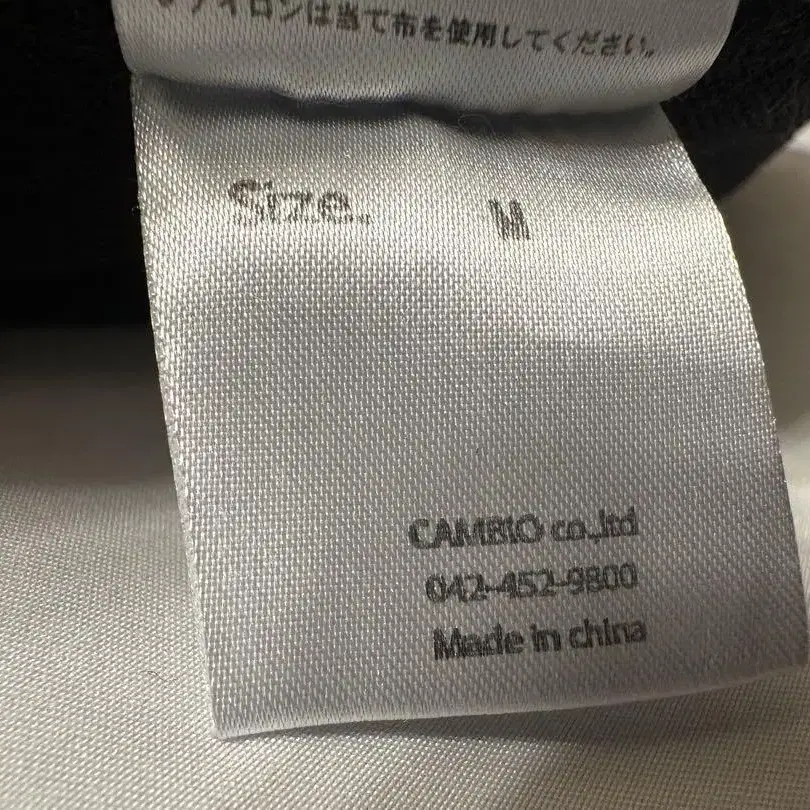 アイロンは当て布を使用してください。
Size. M
CAMBIO co.,ltd
042-452-9800
Made in china